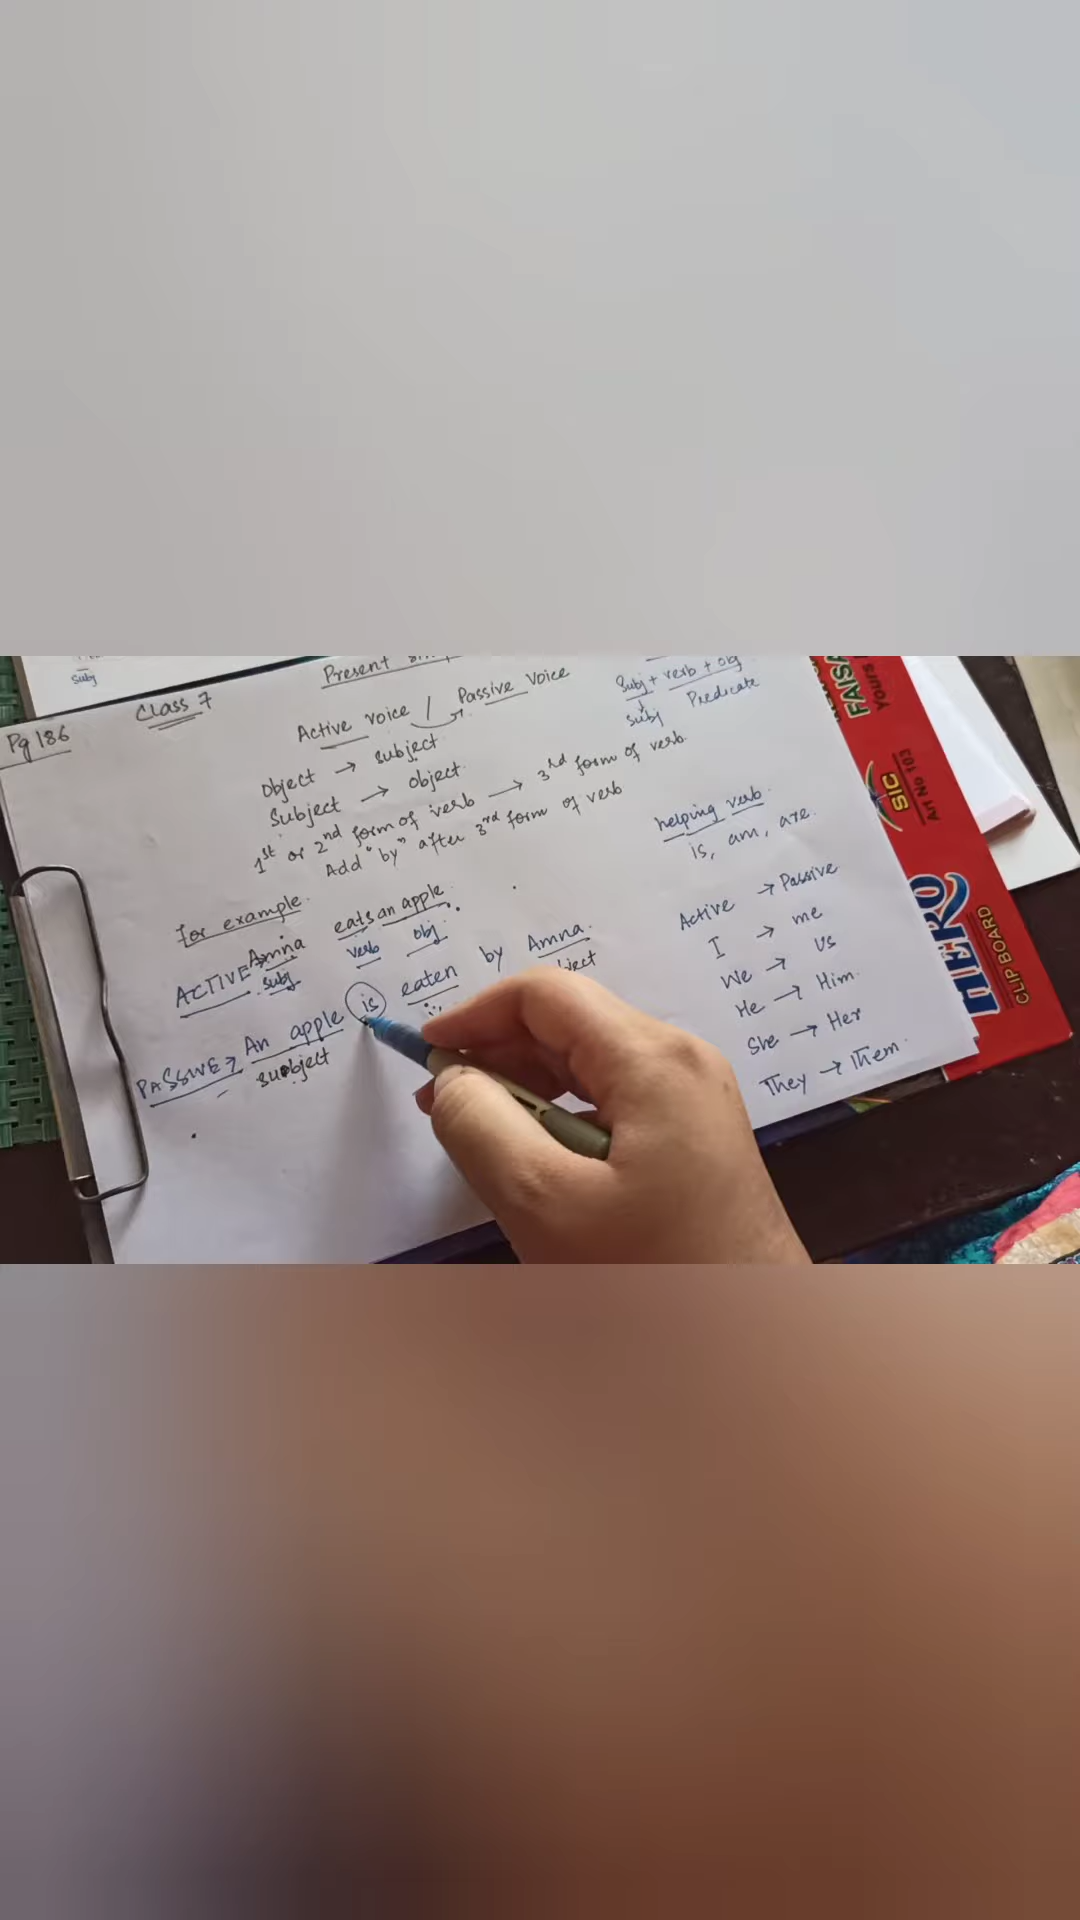 Subj
Pg 186
Class 7
Present
Active voice / Passive Voice
Object → subject
Subject → object
1st or 2nd form of verb → 3rd form of verb
Add "by" after 3rd form of verb
Subj + verb + obj
subj Predicate
helping verb
is, am, are.
for example
ACTIVE → Amna eats an apple
subj verb obj
PASSIVE → An apple is eaten by Amna.
subject
Active → Passive
I → me
We → Us
He → Him
She → Her
They → Them
FAISA
YOURS
SIC
Art No 103
HERO
CLIP BOARD